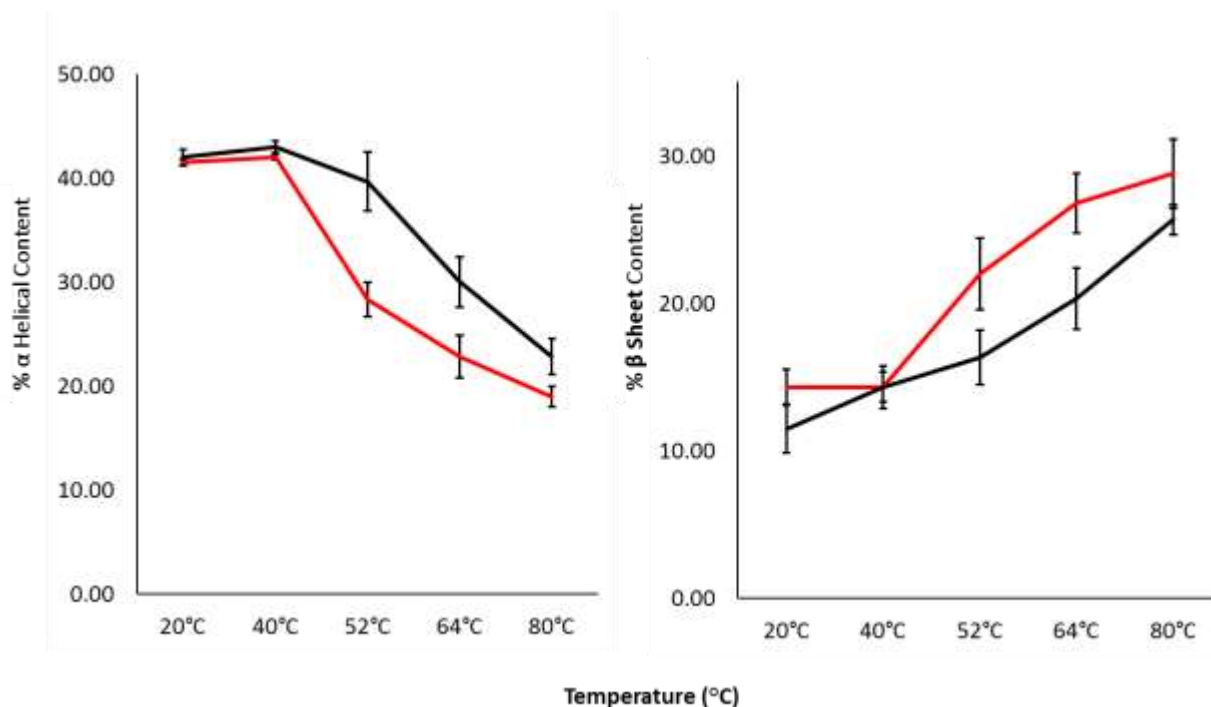 50.00
40.00
30.00
20.00
10.00
0.00
% α Helical Content
20°C 40°C 52°C 64°C 80°C
30.00
20.00
10.00
0.00
% β Sheet Content
20°C 40°C 52°C 64°C 80°C
Temperature (°C)